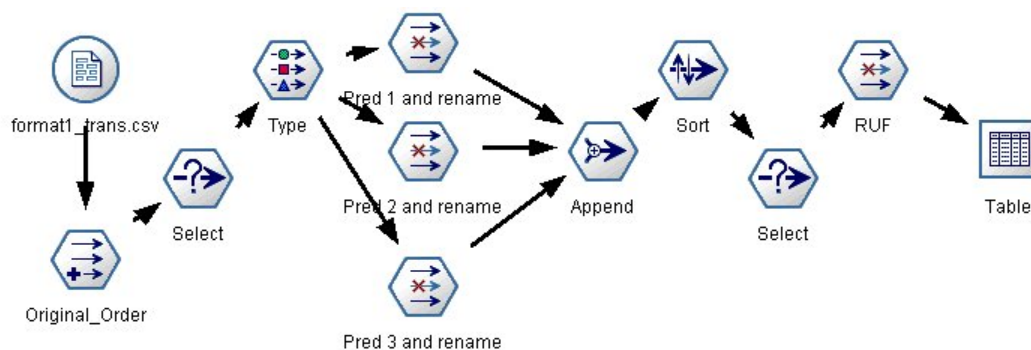 format1_trans.csv
Original_Order
Select
Type
Pred 1 and rename
Pred 2 and rename
Pred 3 and rename
Append
Sort
Select
RUF
Table